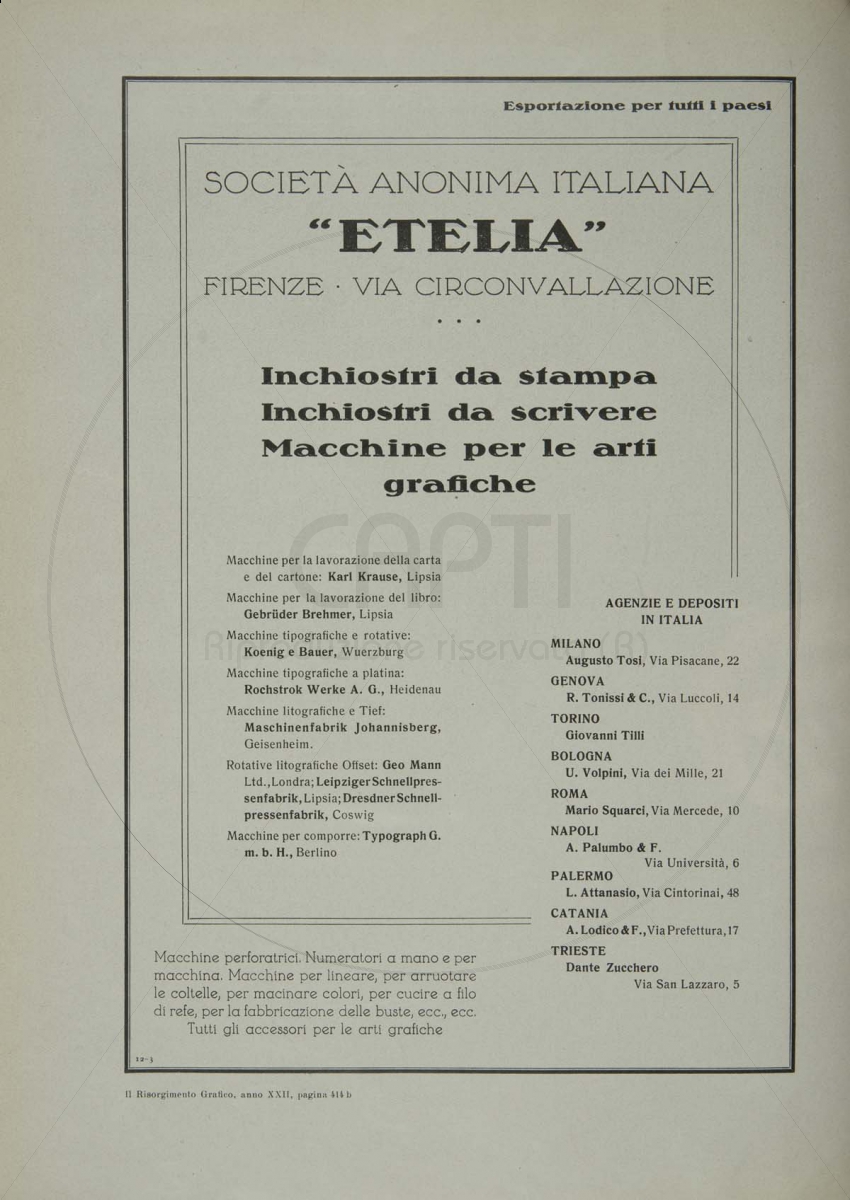 Esportazione per tutti i paesi
SOCIETÀ ANONIMA ITALIANA
“ETELIA”
FIRENZE · VIA CIRCONVALLAZIONE
• • •
Inchiostri da stampa
Inchiostri da scrivere
Macchine per le arti
grafiche
Macchine per la lavorazione della carta
e del cartone: Karl Krause, Lipsia
Macchine per la lavorazione del libro:
Gebrüder Brehmer, Lipsia
Macchine tipografiche e rotative:
Koenig e Bauer, Wuerzburg
Macchine tipografiche a platina:
Rochstrok Werke A. G., Heidenau
Macchine litografiche e Tief:
Maschinenfabrik Johannisberg,
Geisenheim.
Rotative litografiche Offset: Geo Mann
Ltd., Londra; Leipziger Schnellpres-
senfabrik, Lipsia; Dresdner Schnell-
pressenfabrik, Coswig
Macchine per comporre: Typograph G.
m. b. H., Berlino
AGENZIE E DEPOSITI
IN ITALIA
MILANO
Augusto Tosi, Via Pisacane, 22
GENOVA
R. Tonissi & C., Via Luccoli, 14
TORINO
Giovanni Tilli
BOLOGNA
U. Volpini, Via dei Mille, 21
ROMA
Mario Squarci, Via Mercede, 10
NAPOLI
A. Palumbo & F.
Via Università, 6
PALERMO
L. Attanasio, Via Cintorinai, 48
CATANIA
A. Lodico & F., Via Prefettura, 17
TRIESTE
Dante Zucchero
Via San Lazzaro, 5
Macchine perforatrici. Numeratori a mano e per
macchina. Macchine per lineare, per arruotare
le coltelle, per macinare colori, per cucire a filo
di refe, per la fabbricazione delle buste, ecc., ecc.
Tutti gli accessori per le arti grafiche
12-3
Il Risorgimento Grafico, anno XXII, pagina 414 b
CAPTI